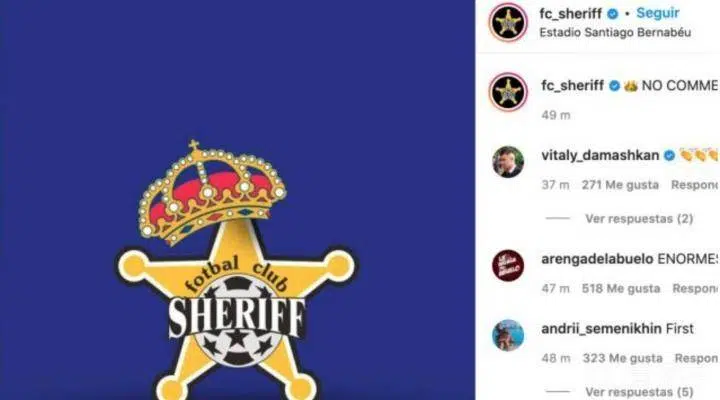 fotbal club
SHERIFF
fc_sheriff • Seguir
Estadio Santiago Bernabéu
fc_sheriff NO COMME
49 m
vitaly_damashkan
37 m 271 Me gusta Respon
Ver respuestas (2)
arengadelabuelo ENORMES
47 m 518 Me gusta Respon
andrii_semenikhin First
48 m 323 Me gusta Respon
Ver respuestas (5)